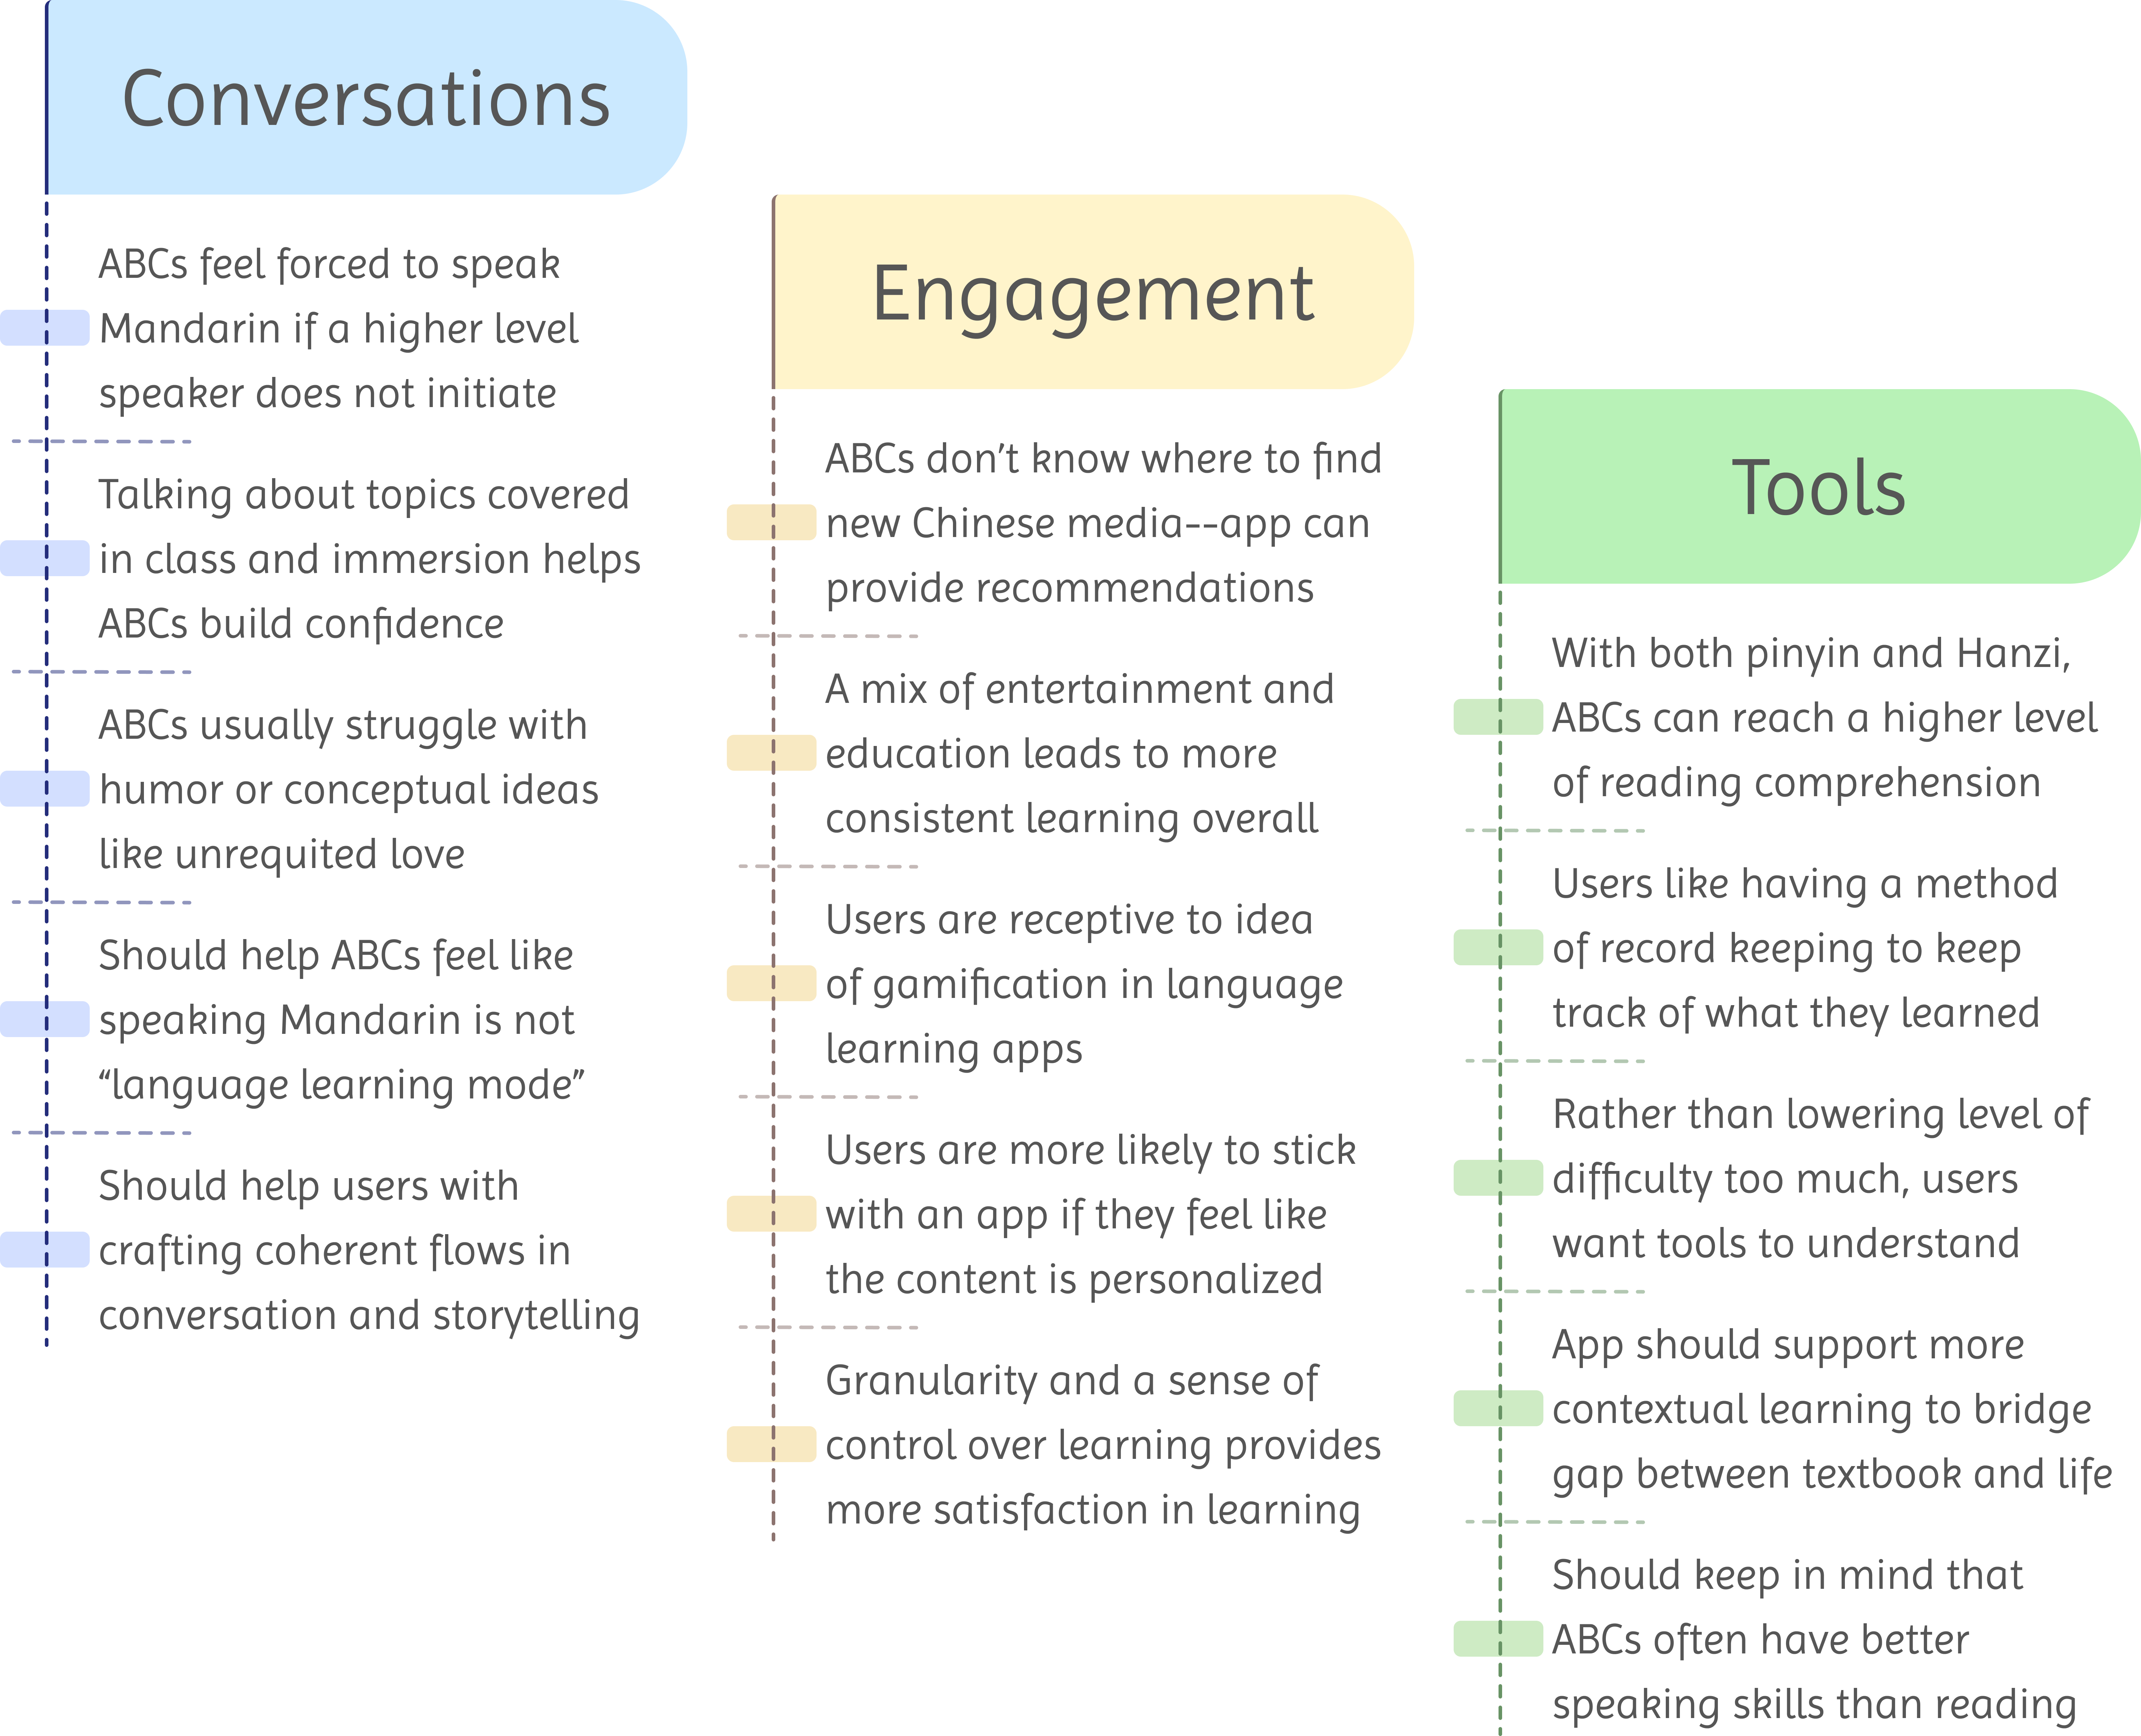 Conversations
ABCs feel forced to speak
Mandarin if a higher level
speaker does not initiate
Talking about topics covered
in class and immersion helps
ABCs build confidence
ABCs usually struggle with
humor or conceptual ideas
like unrequited love
Should help ABCs feel like
speaking Mandarin is not
“language learning mode”
Should help users with
crafting coherent flows in
conversation and storytelling
Engagement
ABCs don’t know where to find
new Chinese media--app can
provide recommendations
A mix of entertainment and
education leads to more
consistent learning overall
Users are receptive to idea
of gamification in language
learning apps
Users are more likely to stick
with an app if they feel like
the content is personalized
Granularity and a sense of
control over learning provides
more satisfaction in learning
Tools
With both pinyin and Hanzi,
ABCs can reach a higher level
of reading comprehension
Users like having a method
of record keeping to keep
track of what they learned
Rather than lowering level of
difficulty too much, users
want tools to understand
App should support more
contextual learning to bridge
gap between textbook and life
Should keep in mind that
ABCs often have better
speaking skills than reading